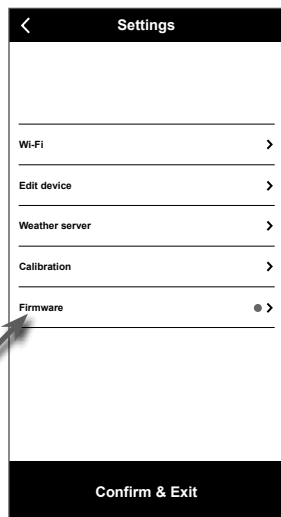 Settings
Wi-Fi
Edit device
Weather server
Calibration
Firmware
Confirm & Exit